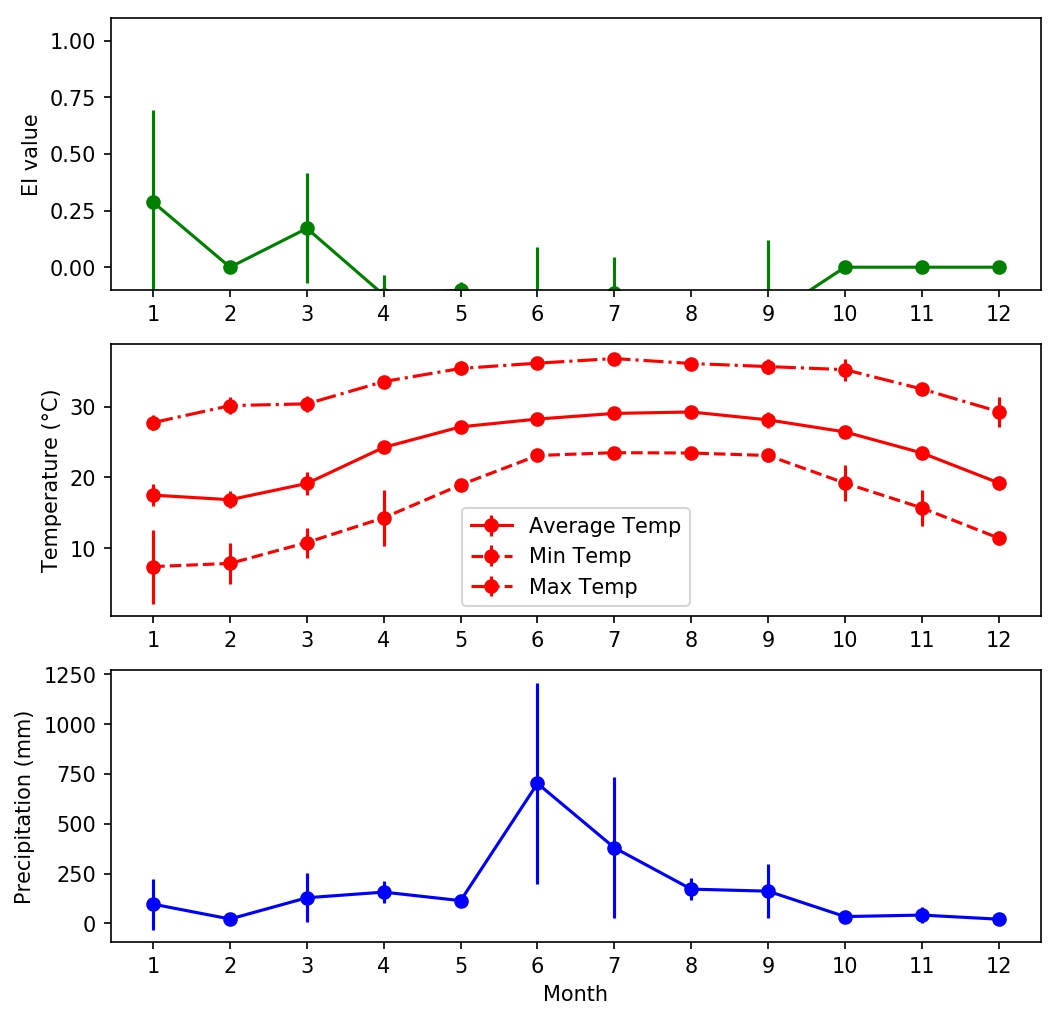 1.00
0.75
0.50
0.25
0.00
EI value
1 2 3 4 5 6 7 8 9 10 11 12
30
20
10
Temperature (°C)
Average Temp
Min Temp
Max Temp
1 2 3 4 5 6 7 8 9 10 11 12
1250
1000
750
500
250
0
Precipitation (mm)
1 2 3 4 5 6 7 8 9 10 11 12
Month